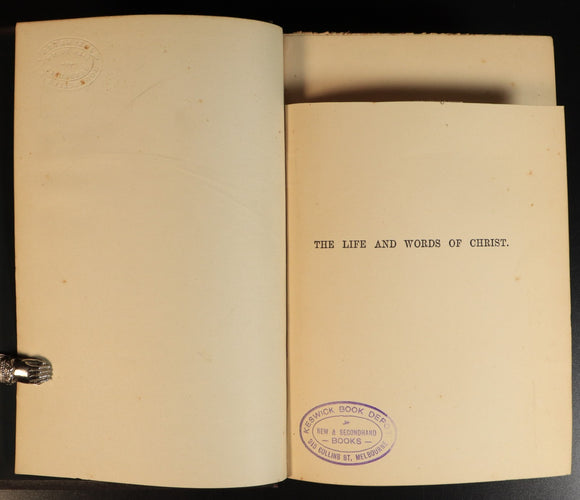 THE LIFE AND WORDS OF CHRIST.
KESWICK BOOK DEPOT
NEW & SECONDHAND
— BOOKS —
COLLINS ST, MELBOURNE